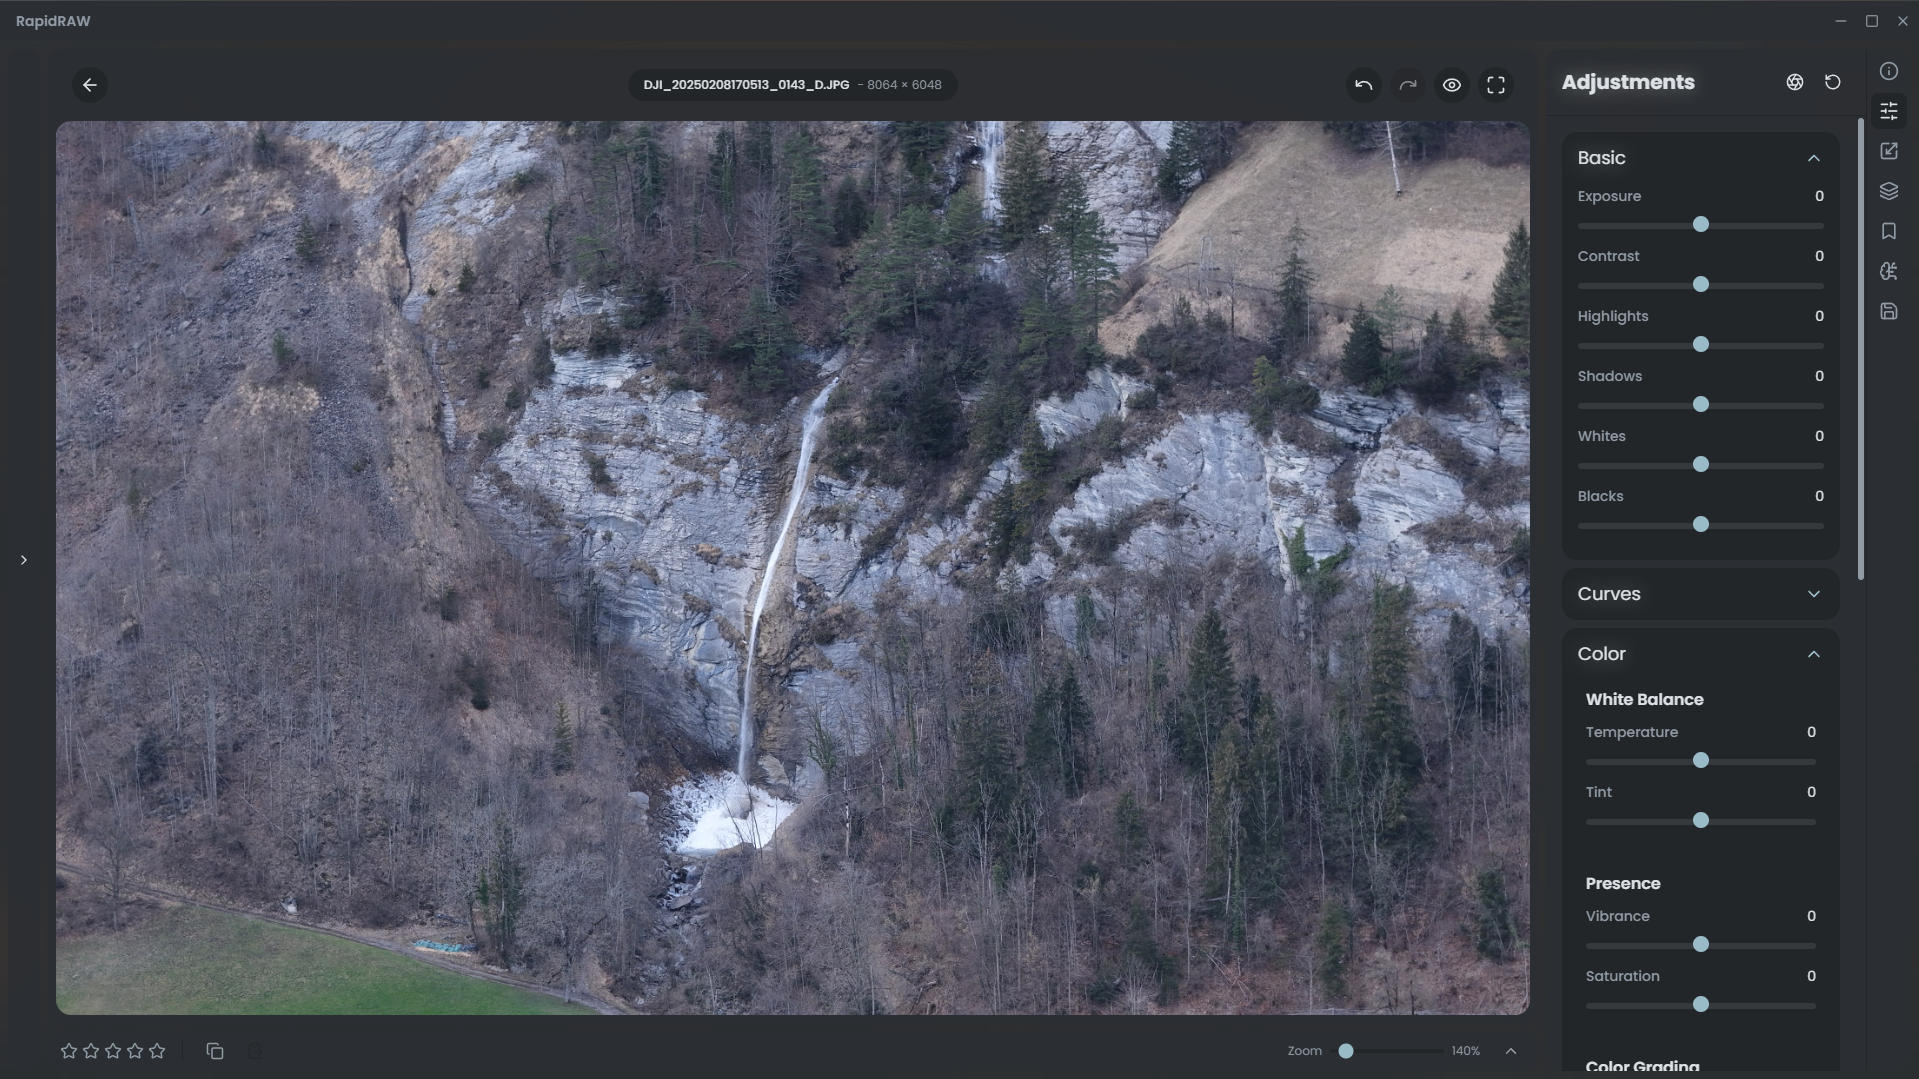 RapidRAW
DJI_20250208170513_0143_D.JPG - 8064 × 6048
Adjustments
Basic
Exposure 0
Contrast 0
Highlights 0
Shadows 0
Whites 0
Blacks 0
Curves
Color
White Balance
Temperature 0
Tint 0
Presence
Vibrance 0
Saturation 0
Color Grading
Zoom 140%